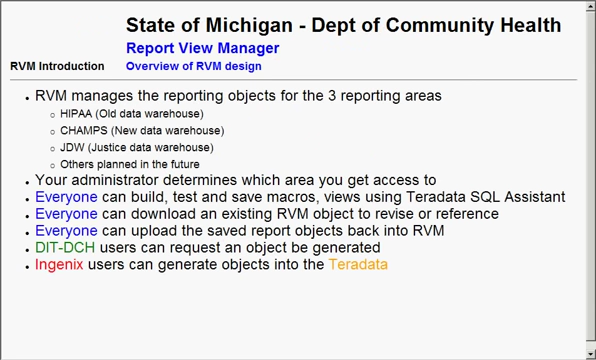 State of Michigan - Dept of Community Health
Report View Manager
RVM Introduction Overview of RVM design
• RVM manages the reporting objects for the 3 reporting areas
○ HIPAA (Old data warehouse)
○ CHAMPS (New data warehouse)
○ JDW (Justice data warehouse)
○ Others planned in the future
• Your administrator determines which area you get access to
• Everyone can build, test and save macros, views using Teradata SQL Assistant
• Everyone can download an existing RVM object to revise or reference
• Everyone can upload the saved report objects back into RVM
• DIT-DCH users can request an object be generated
• Ingenix users can generate objects into the Teradata